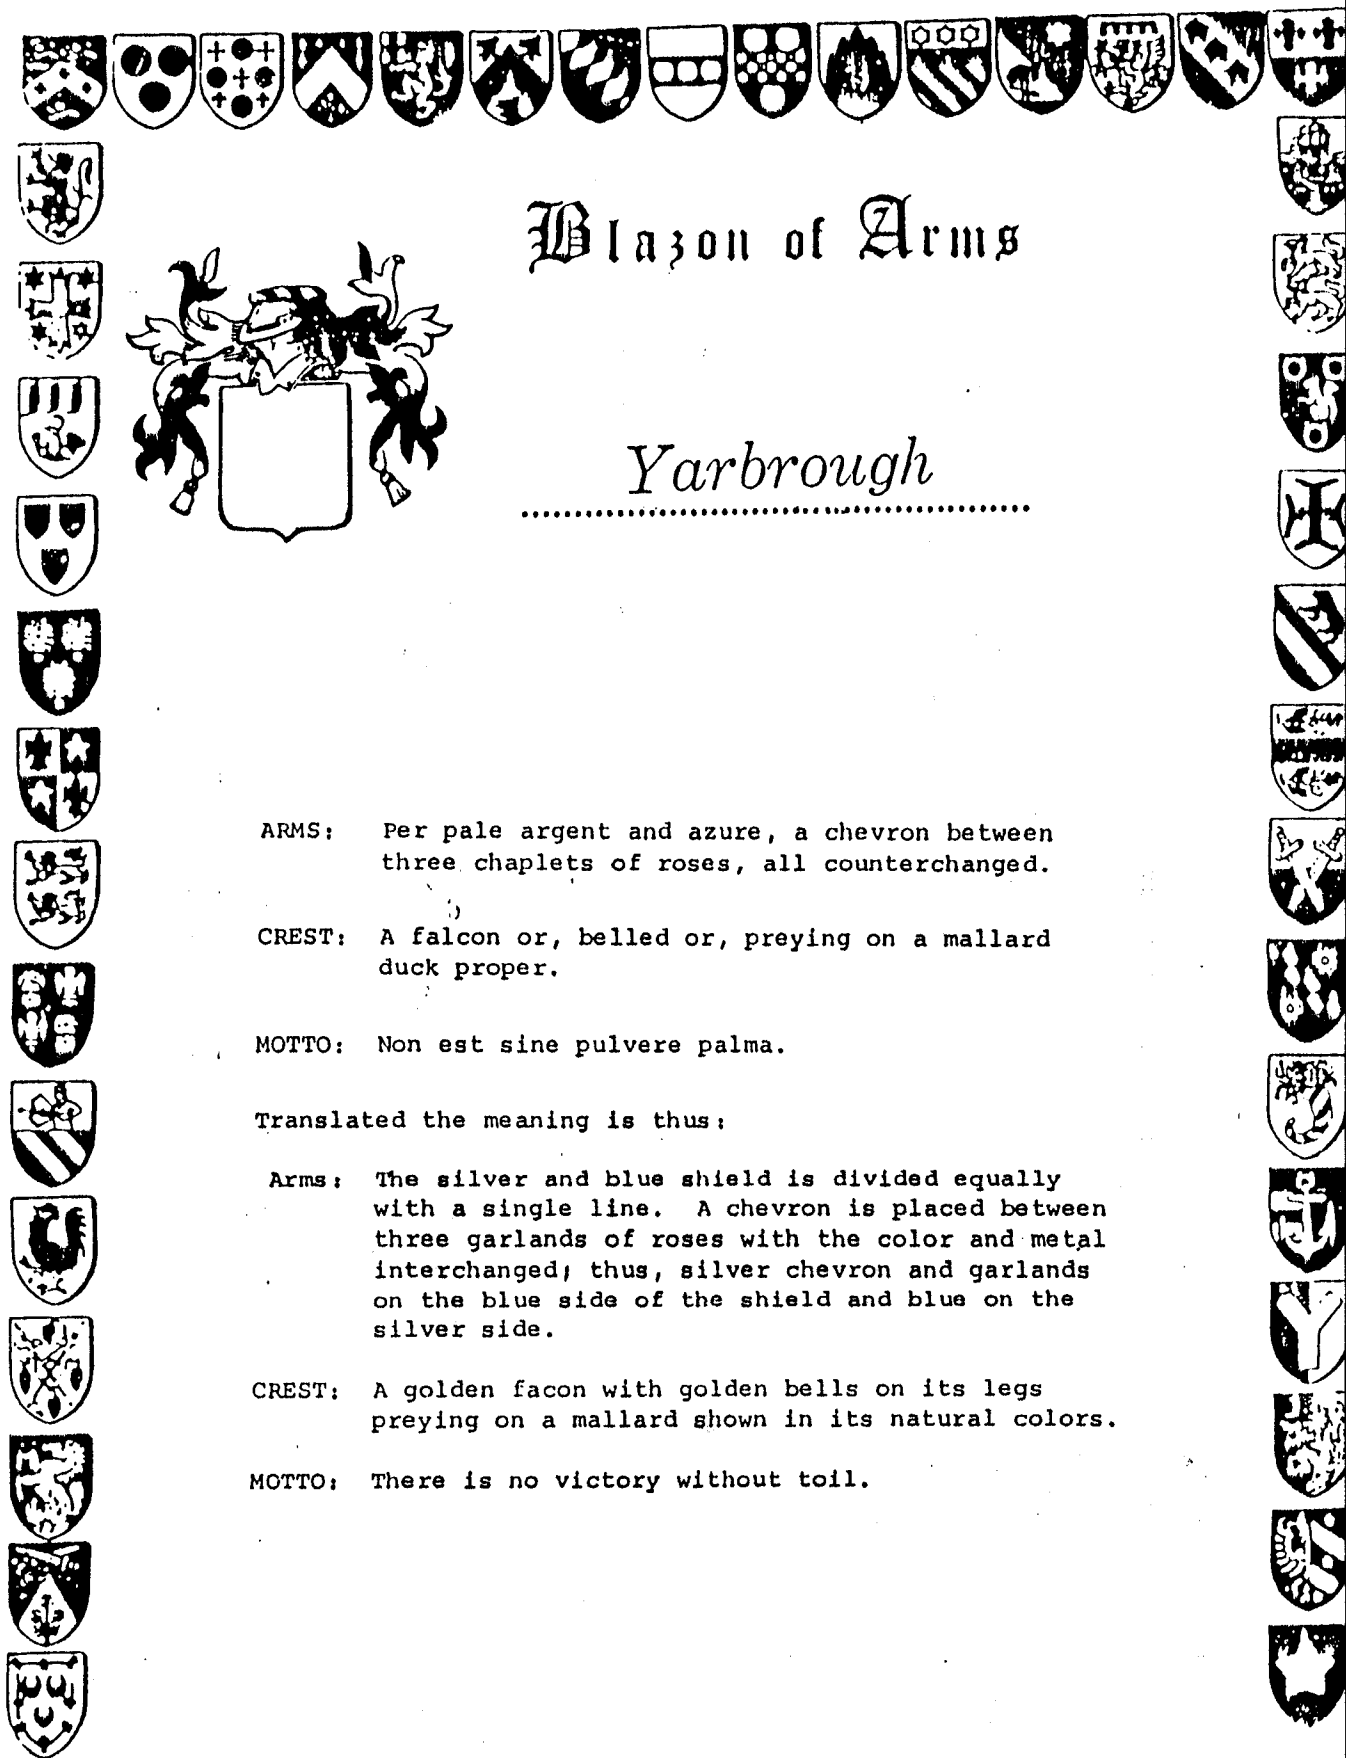 Blazon of Arms
Yarbrough
ARMS: Per pale argent and azure, a chevron between
three chaplets of roses, all counterchanged.
CREST: A falcon or, belled or, preying on a mallard
duck proper.
MOTTO: Non est sine pulvere palma.
Translated the meaning is thus:
Arms: The silver and blue shield is divided equally
with a single line. A chevron is placed between
three garlands of roses with the color and metal
interchanged; thus, silver chevron and garlands
on the blue side of the shield and blue on the
silver side.
CREST: A golden facon with golden bells on its legs
preying on a mallard shown in its natural colors.
MOTTO: There is no victory without toil.